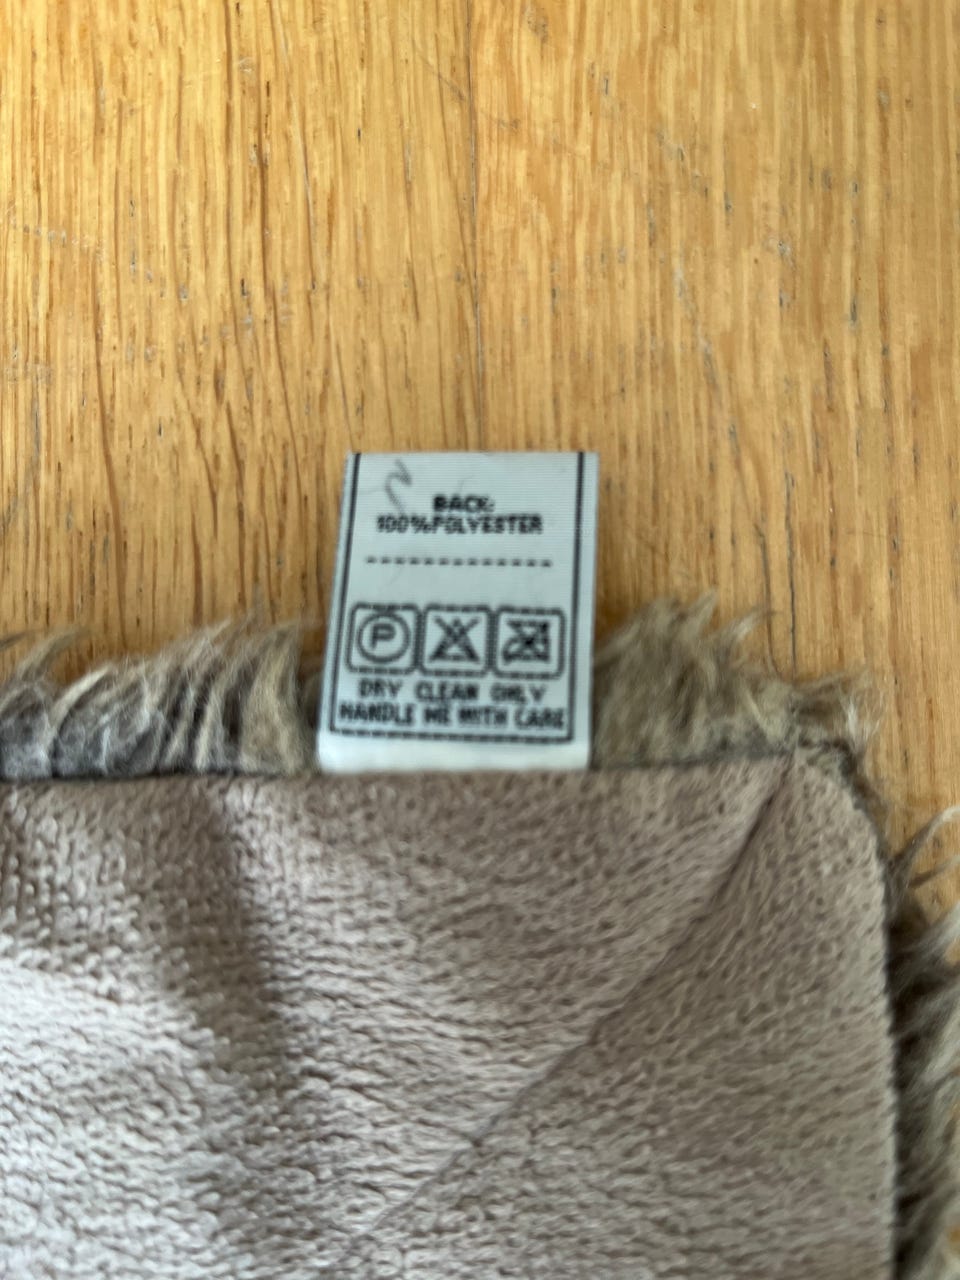 BACK:
100%POLYESTER
--------------
P
DRY CLEAN ONLY
HANDLE ME WITH CARE